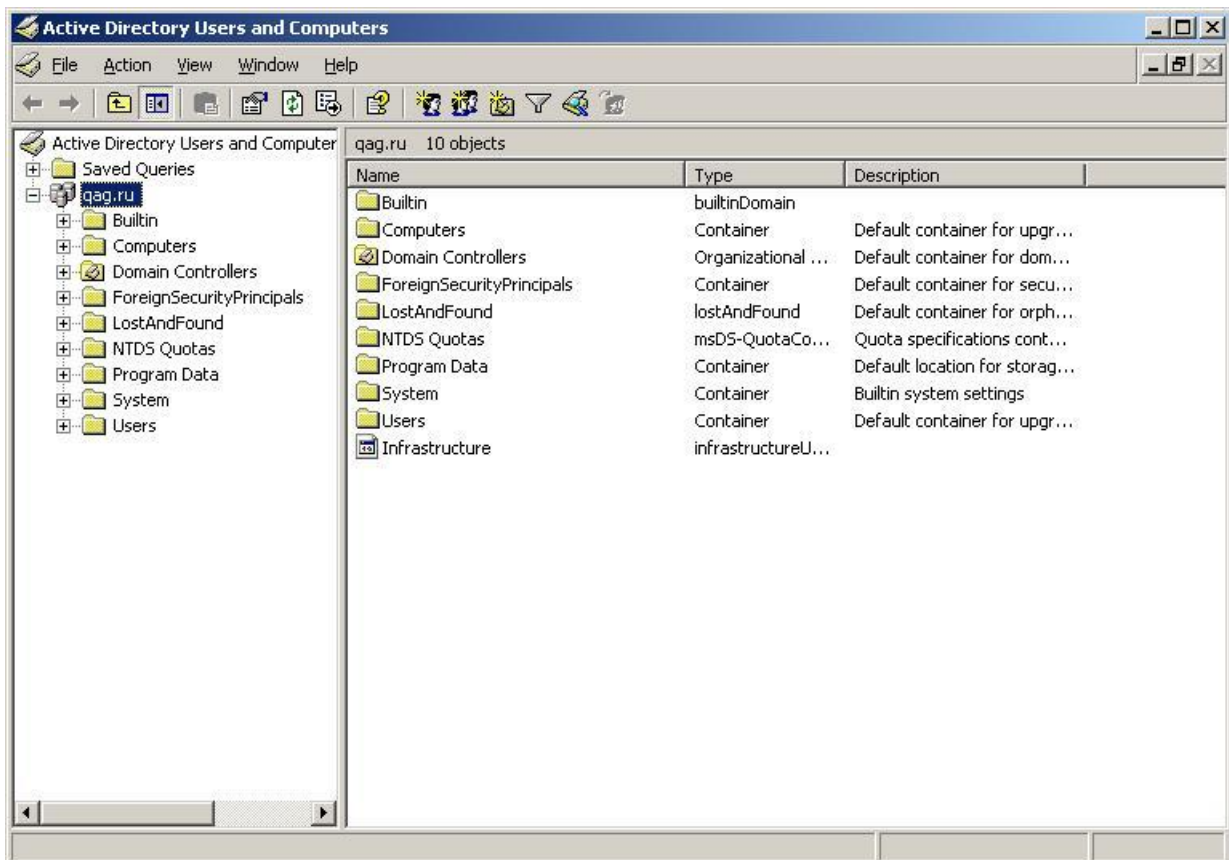 Active Directory Users and Computers
File Action View Window Help
Active Directory Users and Computer
Saved Queries
qag.ru
Builtin
Computers
Domain Controllers
ForeignSecurityPrincipals
LostAndFound
NTDS Quotas
Program Data
System
Users
qag.ru 10 objects
Name Type Description
Builtin builtinDomain
Computers Container Default container for upgr...
Domain Controllers Organizational ... Default container for dom...
ForeignSecurityPrincipals Container Default container for secu...
LostAndFound lostAndFound Default container for orph...
NTDS Quotas msDS-QuotaCo... Quota specifications cont...
Program Data Container Default location for storag...
System Container Builtin system settings
Users Container Default container for upgr...
Infrastructure infrastructureU...